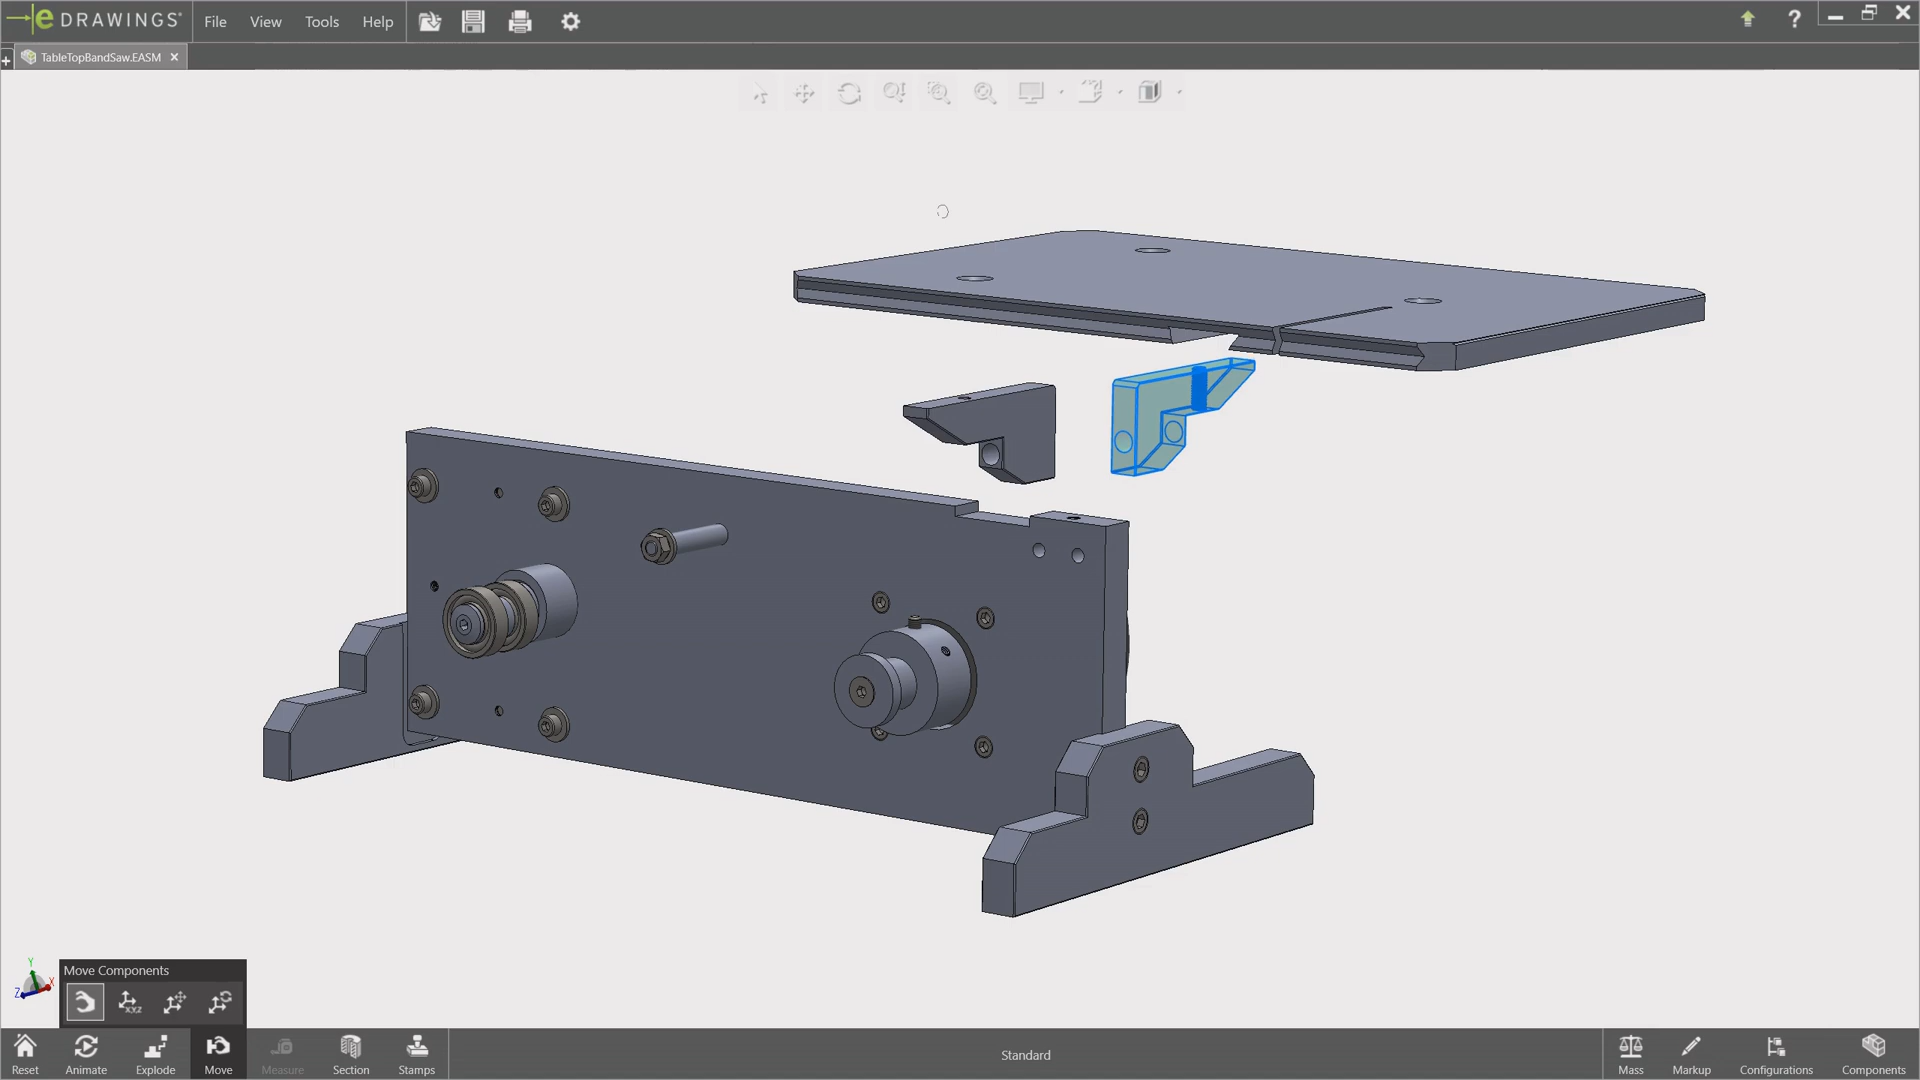 eDRAWINGS®
File View Tools Help
?
TableTopBandSaw.EASM
Y
X
Z
Move Components
X,Y,Z
Reset Animate Explode Move Measure Section Stamps
Standard
Mass Markup Configurations Components